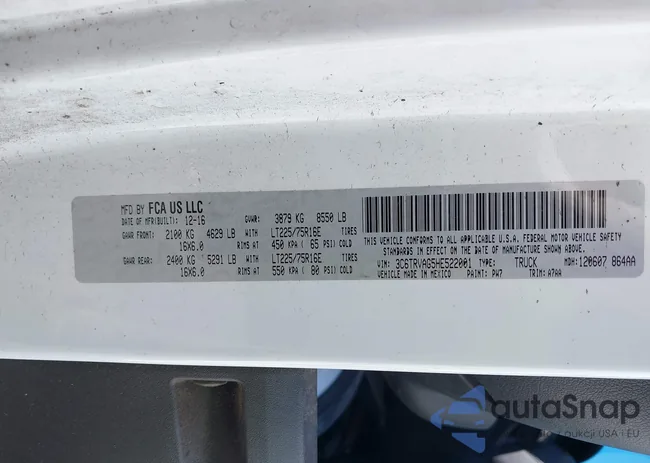 MFD BY FCA US LLC
DATE OF MFR(BUILT): 12-16 GVWR: 3879 KG 8550 LB
GAWR FRONT: 2100 KG 4629 LB WITH LT225/75R16E TIRES
16X6.0 RIMS AT 450 KPA ( 65 PSI) COLD
GAWR REAR: 2400 KG 5291 LB WITH LT225/75R16E TIRES
16X6.0 RIMS AT 550 KPA ( 80 PSI) COLD
THIS VEHICLE CONFORMS TO ALL APPLICABLE U.S.A. FEDERAL MOTOR VEHICLE SAFETY
STANDARDS IN EFFECT ON THE DATE OF MANUFACTURE SHOWN ABOVE.
VIN: 3C6TRVAG5HE522001 TYPE: TRUCK MDH: 120607 864AA
VEHICLE MADE IN MEXICO PAINT: PW7 TRIM: A7AA
autaSnap
z aukcji USA i EU